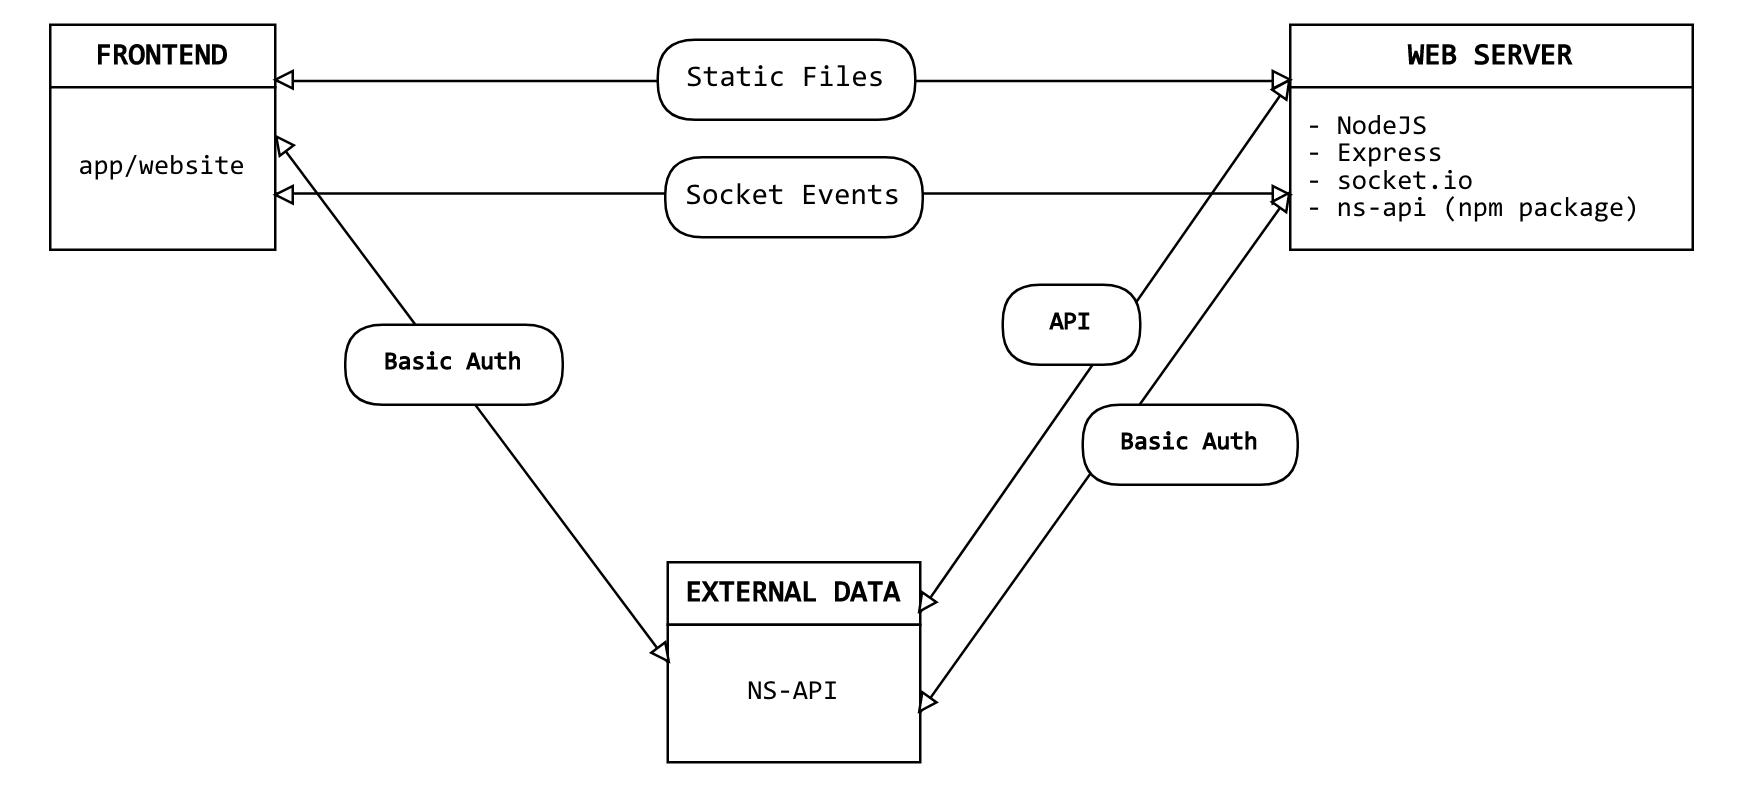 FRONTEND
app/website
Static Files
Socket Events
WEB SERVER
- NodeJS
- Express
- socket.io
- ns-api (npm package)
Basic Auth
API
Basic Auth
EXTERNAL DATA
NS-API